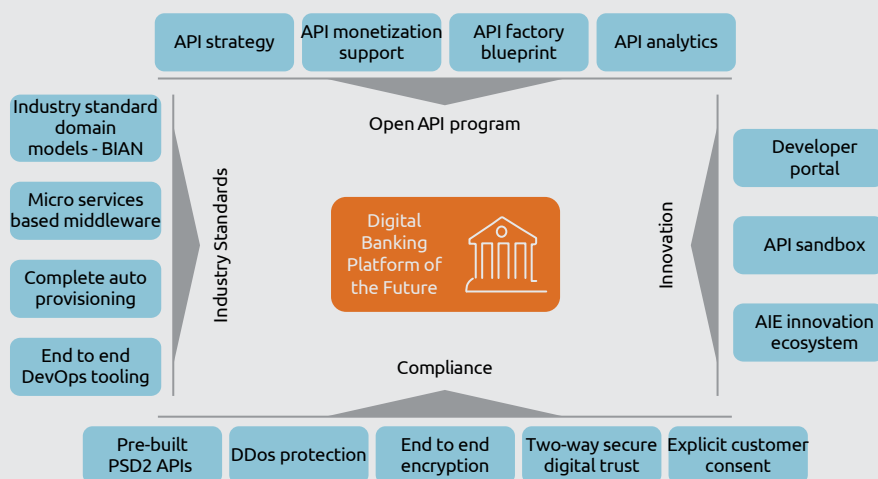 API strategy
API monetization
support
API factory
blueprint
API analytics
Open API program
Industry standard
domain
models - BIAN
Micro services
based middleware
Complete auto
provisioning
End to end
DevOps tooling
Industry Standards
Digital
Banking
Platform of
the Future
Innovation
Developer
portal
API sandbox
AIE innovation
ecosystem
Compliance
Pre-built
PSD2 APIs
DDos protection
End to end
encryption
Two-way secure
digital trust
Explicit customer
consent